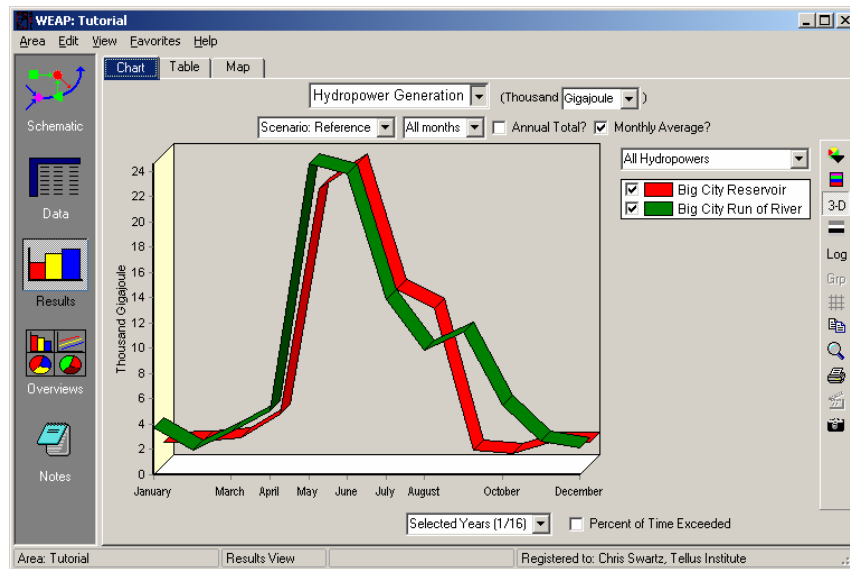 WEAP: Tutorial
Area Edit View Favorites Help
Chart Table Map
Hydropower Generation (Thousand Gigajoule )
Scenario: Reference All months Annual Total? Monthly Average?
All Hydropowers
Big City Reservoir
Big City Run of River
3-D
Log
Grp
Schematic
Data
Results
Overviews
Notes
Thousand Gigajoule
24
22
20
18
16
14
12
10
8
6
4
2
0
January March April May June July August October December
Selected Years (1/16) Percent of Time Exceeded
Area: Tutorial Results View Registered to: Chris Swartz, Tellus Institute